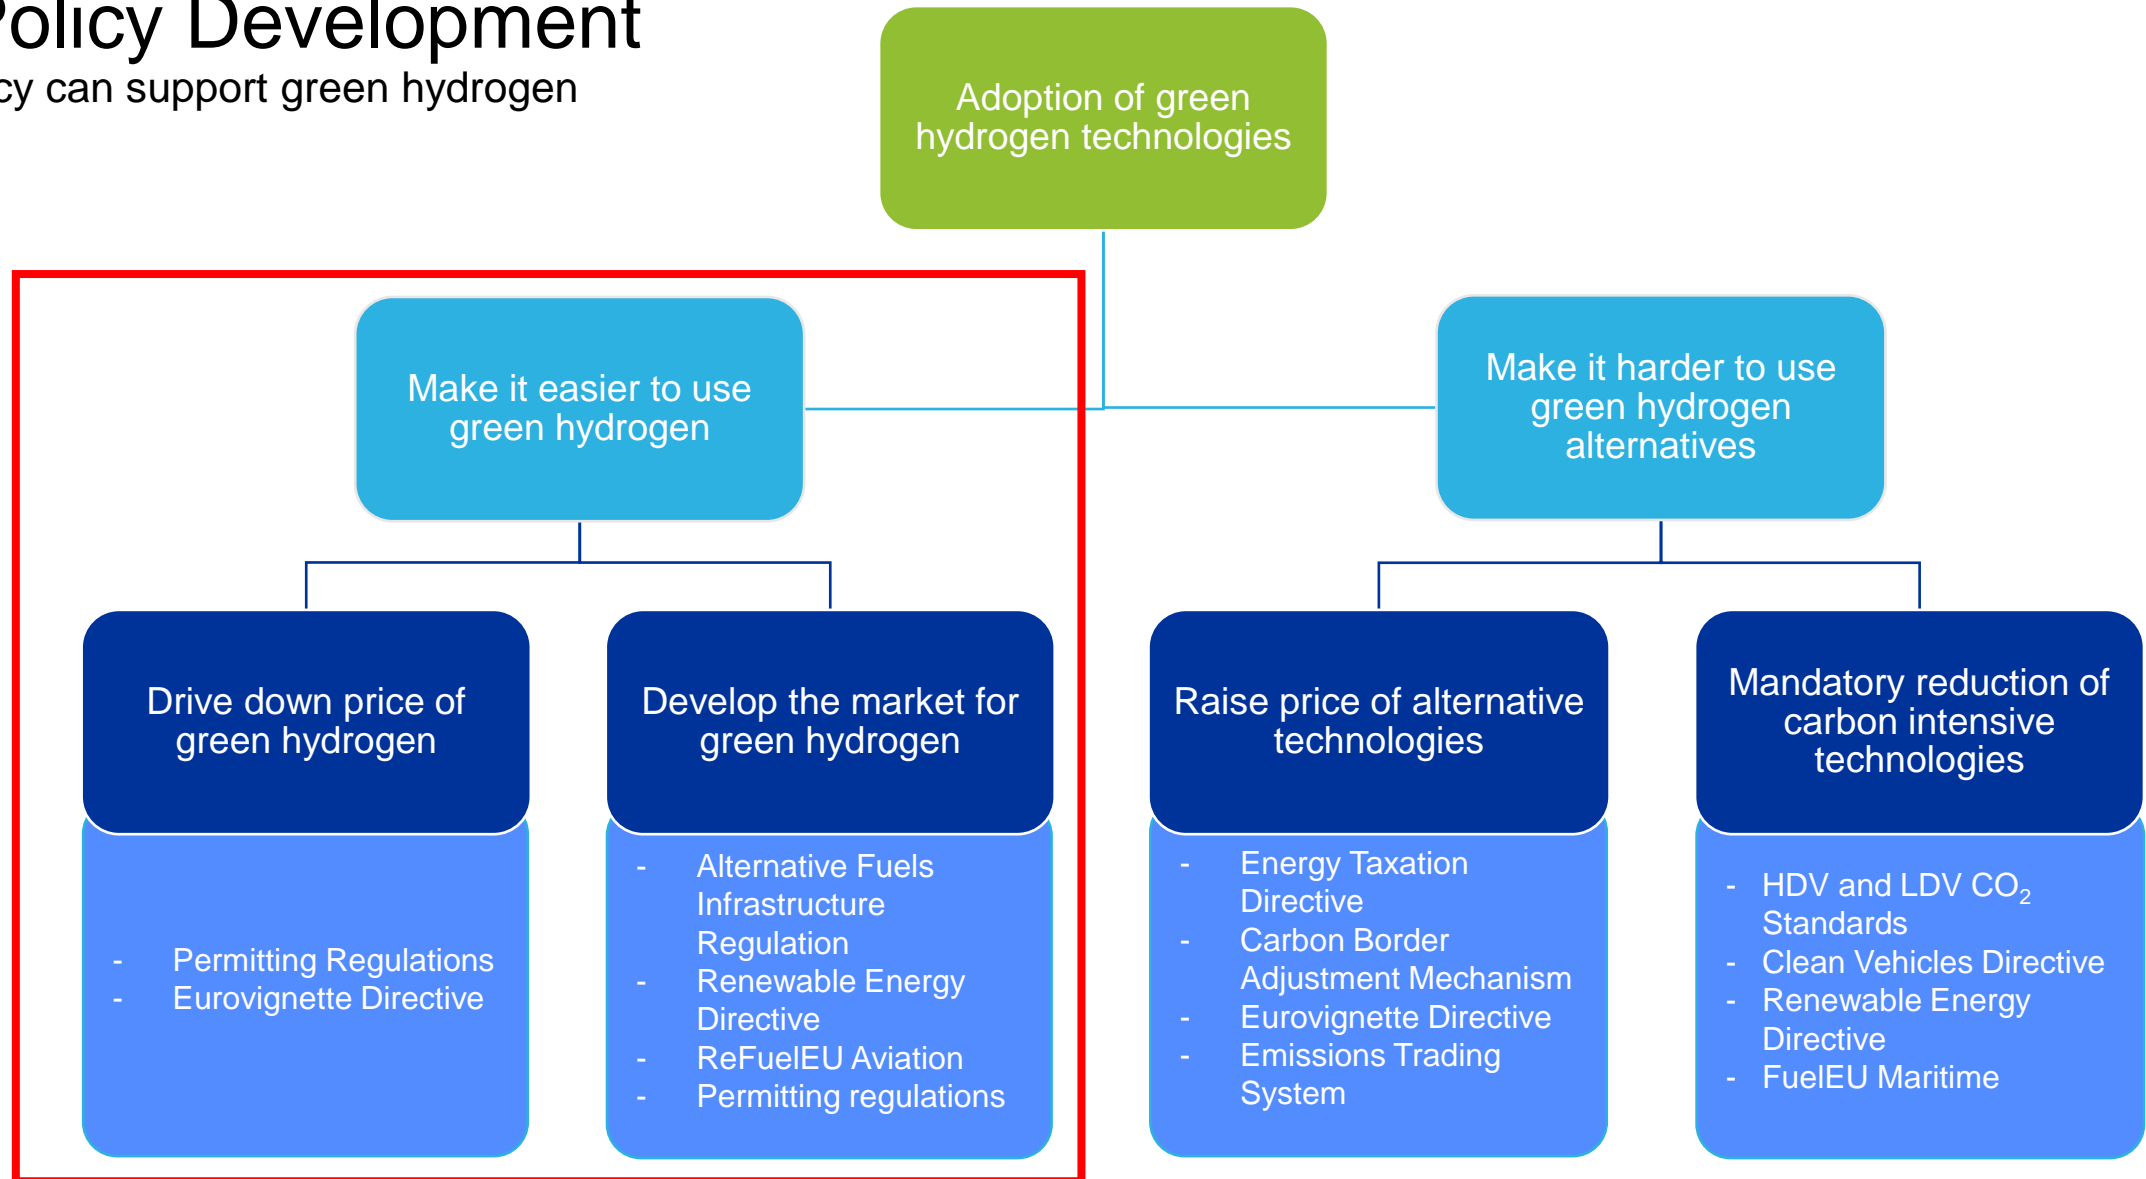 Policy Development
cy can support green hydrogen
Adoption of green
hydrogen technologies
Make it easier to use
green hydrogen
Make it harder to use
green hydrogen
alternatives
Drive down price of
green hydrogen
Develop the market for
green hydrogen
Raise price of alternative
technologies
Mandatory reduction of
carbon intensive
technologies
- Permitting Regulations
- Eurovignette Directive
- Alternative Fuels
Infrastructure
Regulation
- Renewable Energy
Directive
- ReFuelEU Aviation
- Permitting regulations
- Energy Taxation
Directive
- Carbon Border
Adjustment Mechanism
- Eurovignette Directive
- Emissions Trading
System
- HDV and LDV CO₂
Standards
- Clean Vehicles Directive
- Renewable Energy
Directive
- FuelEU Maritime